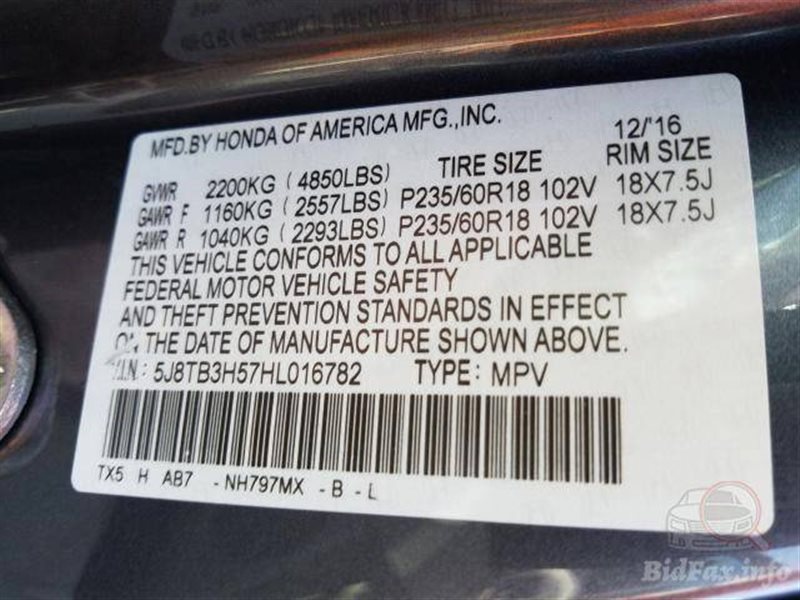 MFD.BY HONDA OF AMERICA MFG.,INC. 12/'16
TIRE SIZE RIM SIZE
GVWR 2200KG (4850LBS)
GAWR F 1160KG (2557LBS) P235/60R18 102V 18X7.5J
GAWR R 1040KG (2293LBS) P235/60R18 102V 18X7.5J
THIS VEHICLE CONFORMS TO ALL APPLICABLE
FEDERAL MOTOR VEHICLE SAFETY
AND THEFT PREVENTION STANDARDS IN EFFECT
ON THE DATE OF MANUFACTURE SHOWN ABOVE.
V.I.N.: 5J8TB3H57HL016782 TYPE: MPV
TX5 H AB7 - NH797MX - B - L
BidFax.info